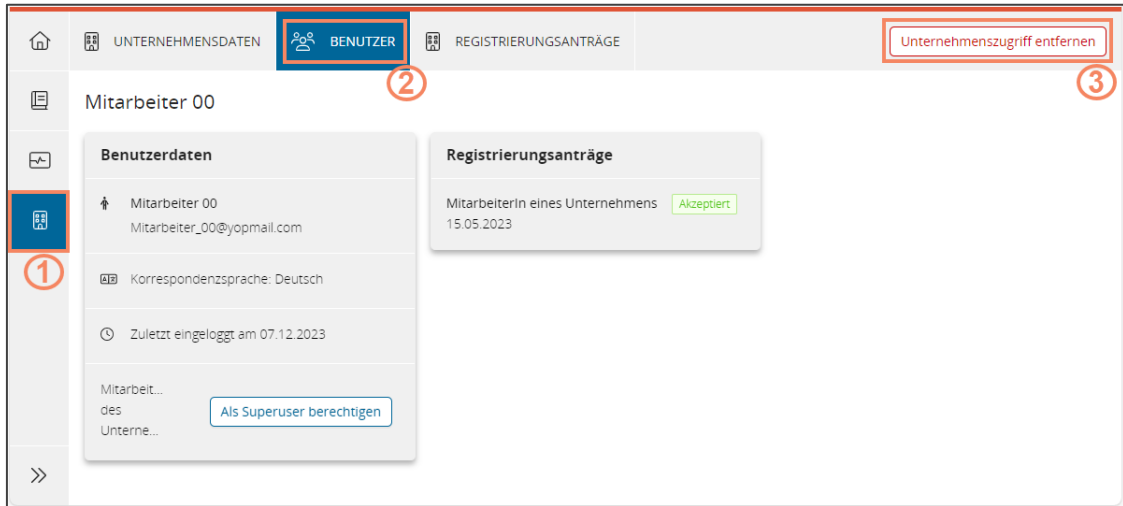 UNTERNEHMENSDATEN
BENUTZER
REGISTRIERUNGSANTRÄGE
Unternehmenszugriff entfernen
2
3
Mitarbeiter 00
Benutzerdaten
Registrierungsanträge
Mitarbeiter 00
Mitarbeiter_00@yopmail.com
MitarbeiterIn eines Unternehmens Akzeptiert
15.05.2023
1
Korrespondenzsprache: Deutsch
Zuletzt eingeloggt am 07.12.2023
Mitarbeit...
des
Unterne...
Als Superuser berechtigen